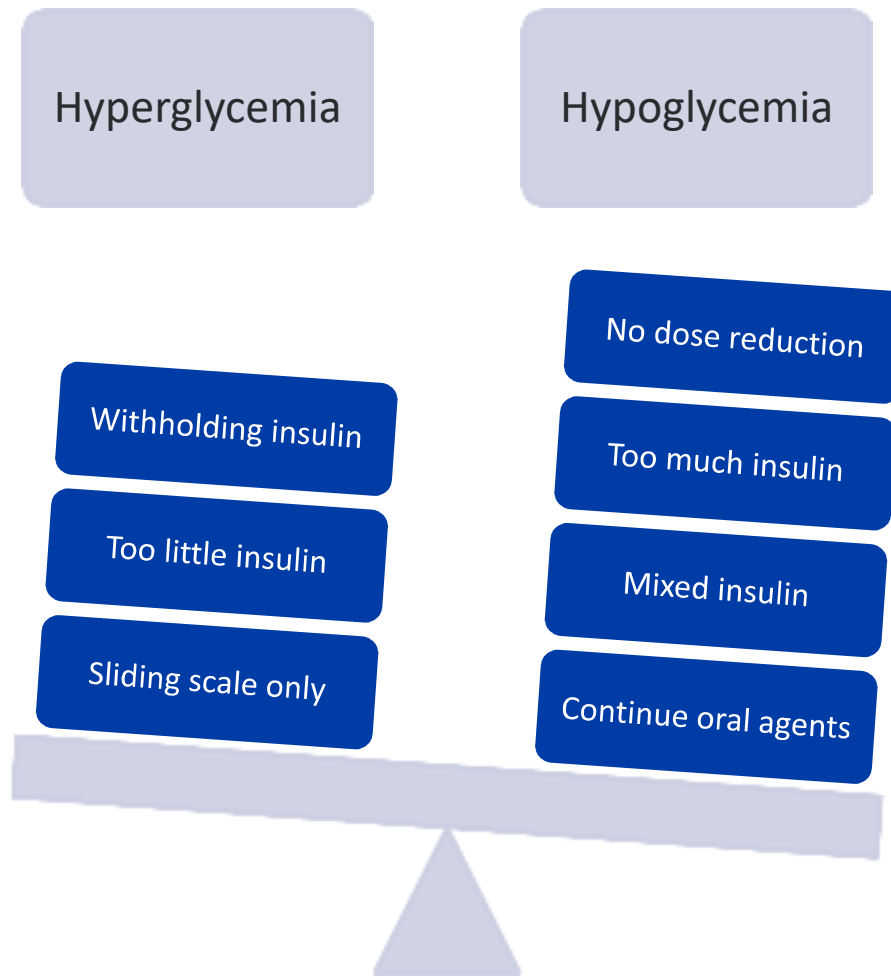 Hyperglycemia
Hypoglycemia
Withholding insulin
Too little insulin
Sliding scale only
No dose reduction
Too much insulin
Mixed insulin
Continue oral agents